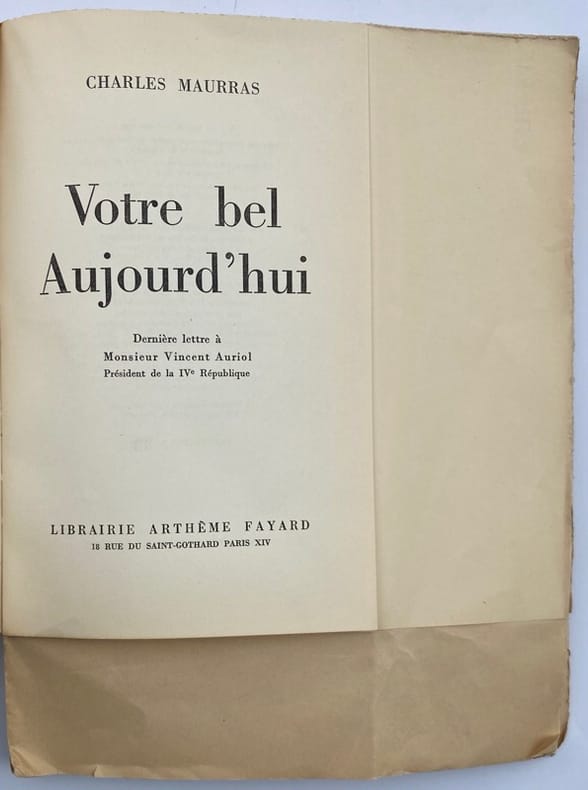 CHARLES MAURRAS
Votre bel
Aujourd'hui
Dernière lettre à
Monsieur Vincent Auriol
Président de la IVe République
LIBRAIRIE ARTHÊME FAYARD
18 RUE DU SAINT-GOTHARD PARIS XIV